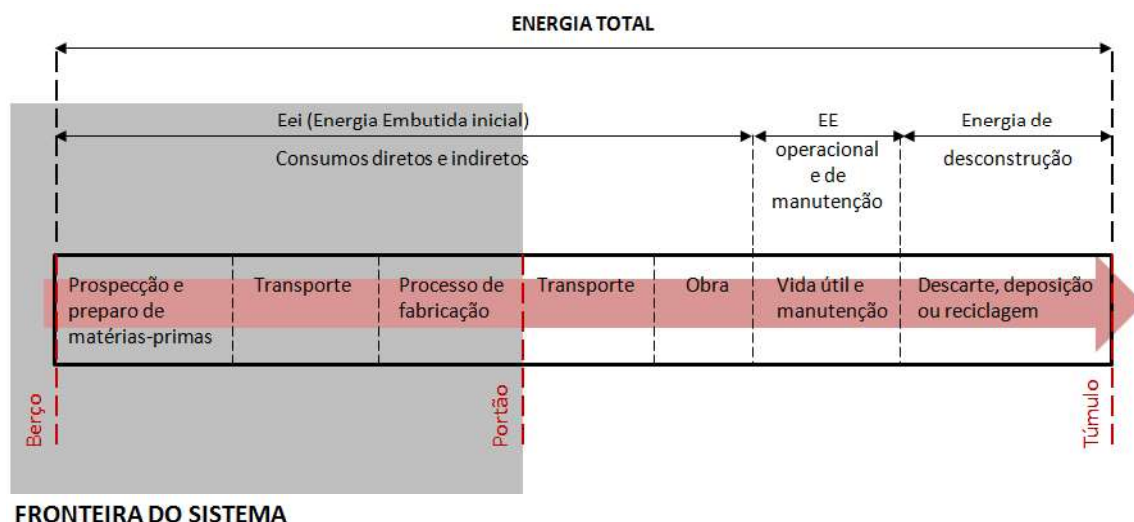 ENERGIA TOTAL
Eei (Energia Embutida inicial)
Consumos diretos e indiretos
EE
operacional
e de
manutenção
Energia de
desconstrução
Prospecção e
preparo de
matérias-primas
Transporte
Processo de
fabricação
Transporte
Obra
Vida útil e
manutenção
Descarte, deposição
ou reciclagem
Berço
Portão
Túmulo
FRONTEIRA DO SISTEMA